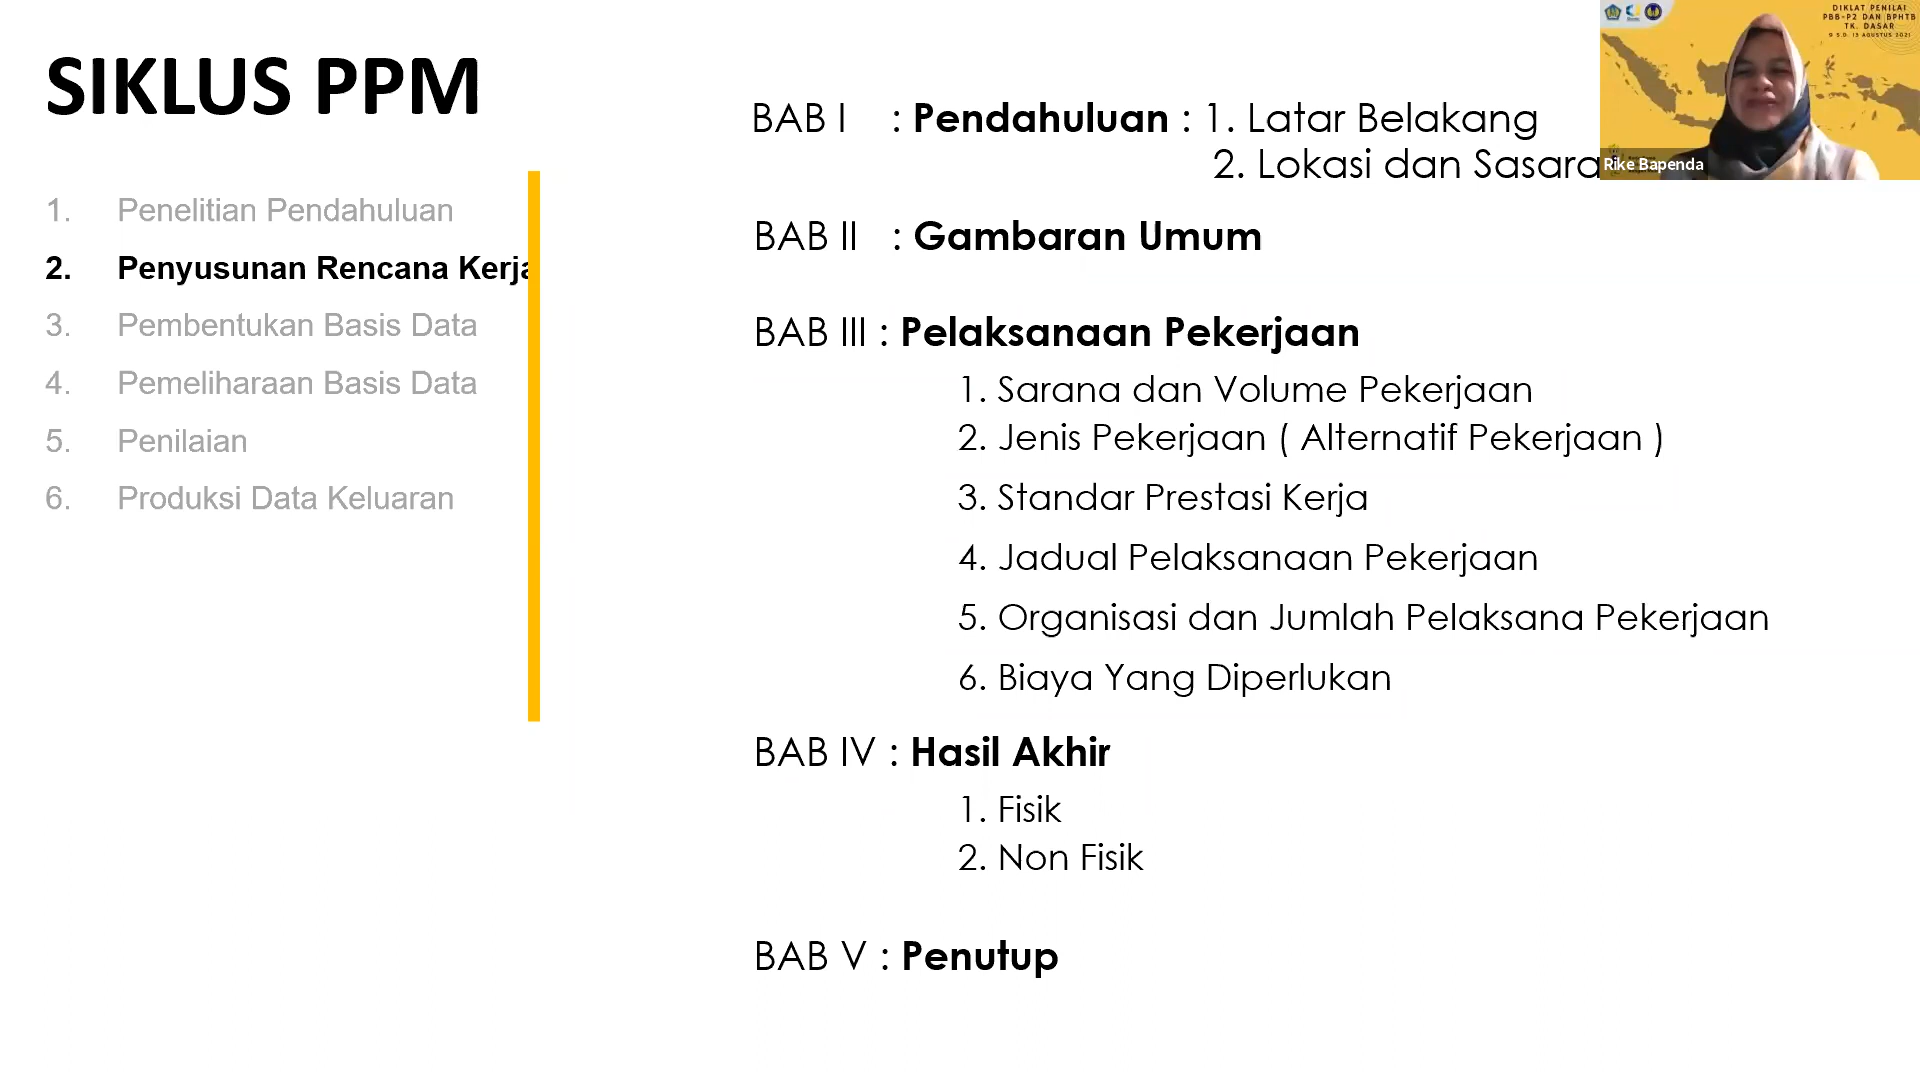 SIKLUS PPM
1. Penelitian Pendahuluan
2. Penyusunan Rencana Kerja
3. Pembentukan Basis Data
4. Pemeliharaan Basis Data
5. Penilaian
6. Produksi Data Keluaran
BAB I : Pendahuluan : 1. Latar Belakang
2. Lokasi dan Sasara
BAB II : Gambaran Umum
BAB III : Pelaksanaan Pekerjaan
1. Sarana dan Volume Pekerjaan
2. Jenis Pekerjaan ( Alternatif Pekerjaan )
3. Standar Prestasi Kerja
4. Jadual Pelaksanaan Pekerjaan
5. Organisasi dan Jumlah Pelaksana Pekerjaan
6. Biaya Yang Diperlukan
BAB IV : Hasil Akhir
1. Fisik
2. Non Fisik
BAB V : Penutup
DIKLAT PENILAI
PBB-P2 DAN BPHTB
TK. DASAR
9 S.D. 13 AGUSTUS 2021
Rike Bapenda